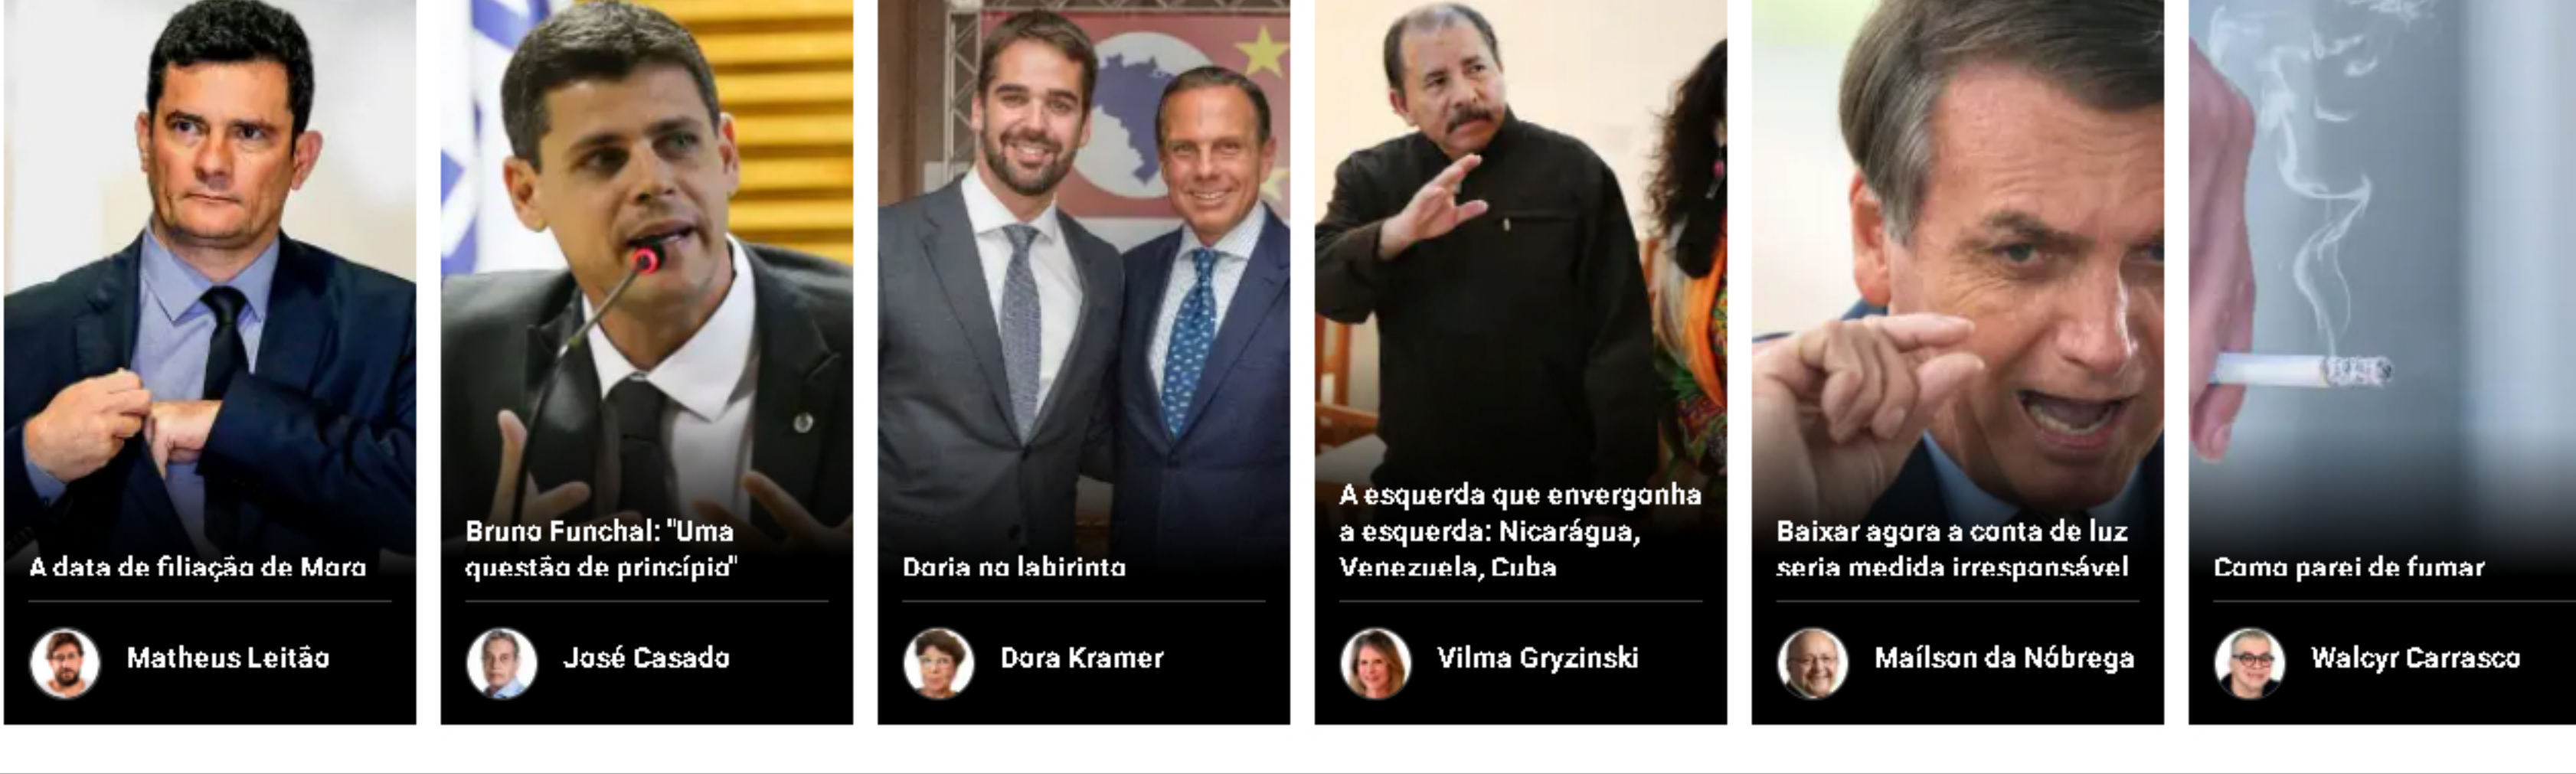 A data de filiação de Moro
Matheus Leitão
Bruno Funchal: "Uma
questão de princípio"
José Casado
Doria no labirinto
Dora Kramer
A esquerda que envergonha
a esquerda: Nicarágua,
Venezuela, Cuba
Vilma Gryzinski
Baixar agora a conta de luz
seria medida irresponsável
Maílson da Nóbrega
Como parei de fumar
Walcyr Carrasco